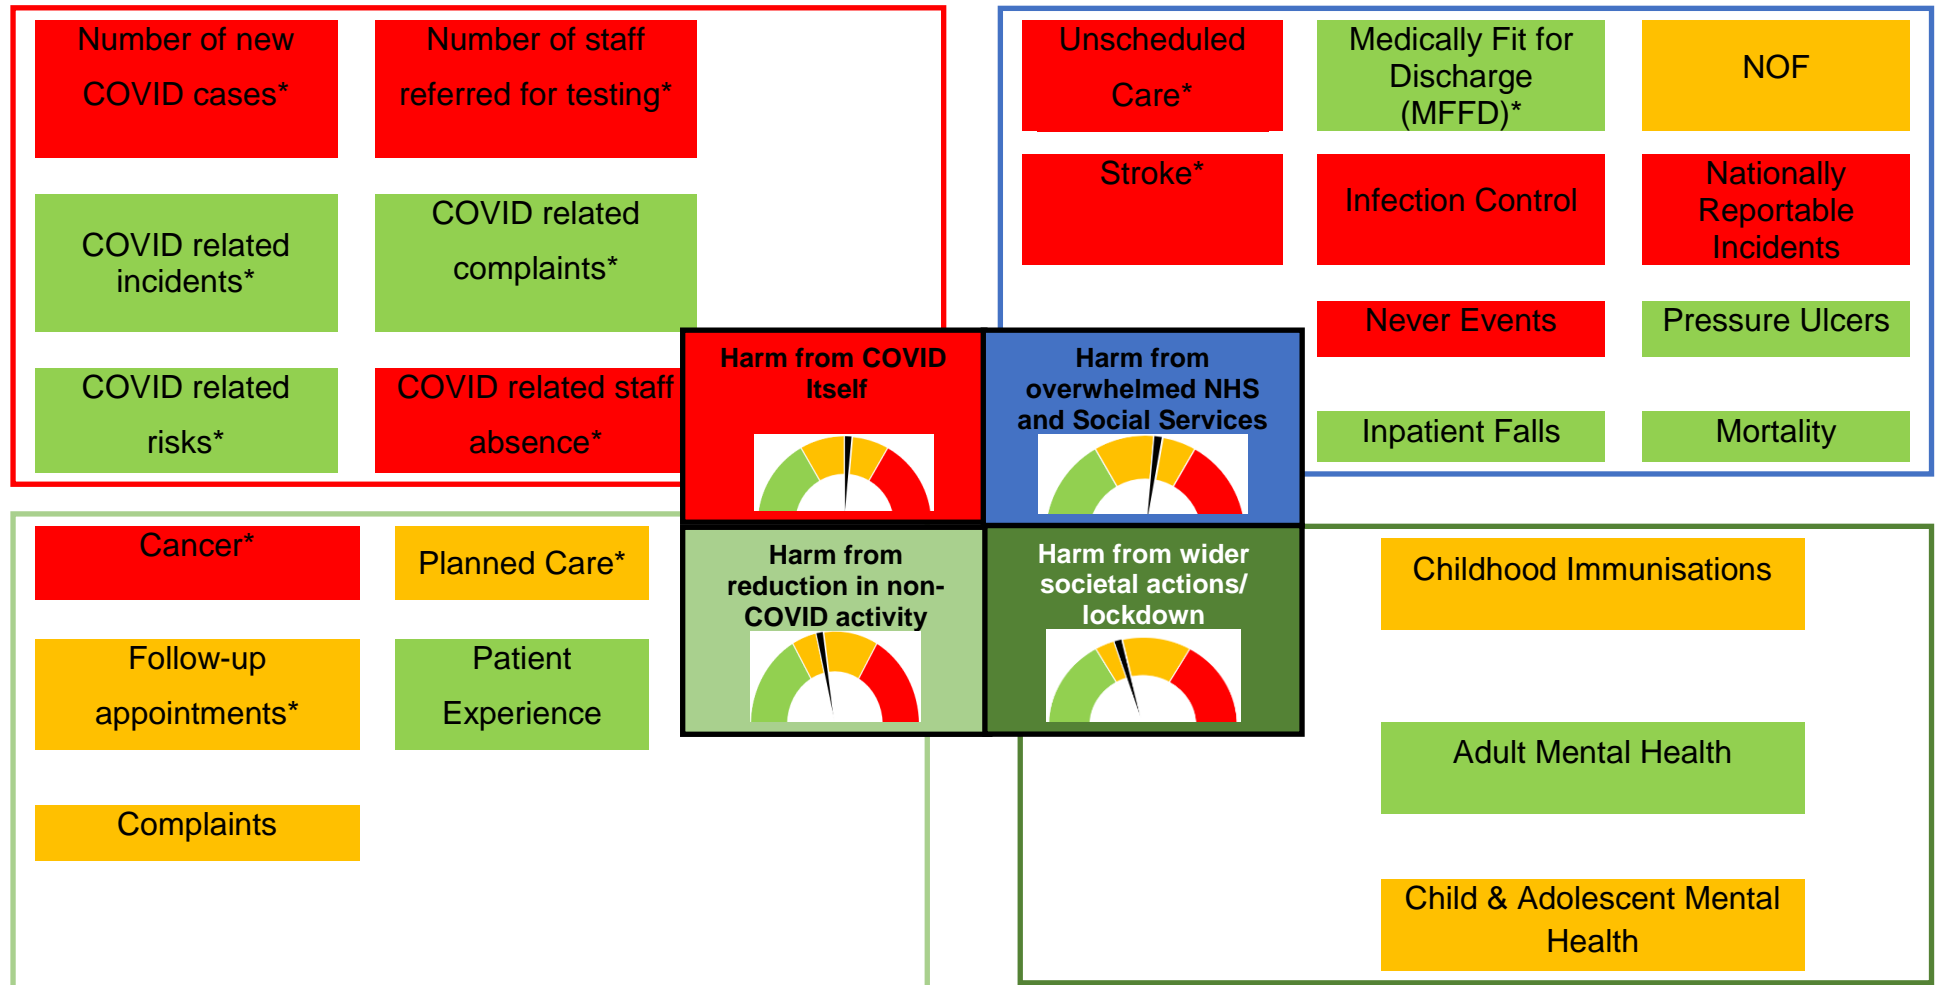 Number of new
COVID cases*
Number of staff
referred for testing*
COVID related
incidents*
COVID related
complaints*
COVID related
risks*
COVID related staff
absence*
Unscheduled
Care*
Medically Fit for
Discharge
(MFFD)*
NOF
Stroke*
Infection Control
Nationally
Reportable
Incidents
Never Events
Pressure Ulcers
Inpatient Falls
Mortality
Harm from COVID
Itself
Harm from
overwhelmed NHS
and Social Services
Harm from
reduction in non-
COVID activity
Harm from wider
societal actions/
lockdown
Cancer*
Planned Care*
Follow-up
appointments*
Patient
Experience
Complaints
Childhood Immunisations
Adult Mental Health
Child & Adolescent Mental
Health